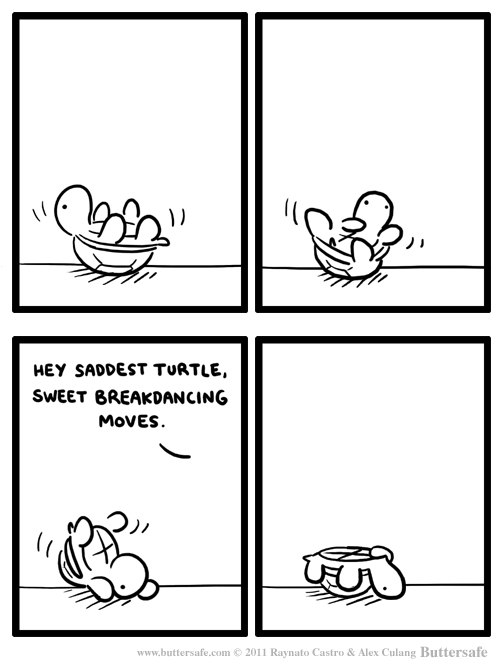 HEY SADDEST TURTLE,
SWEET BREAKDANCING
MOVES.
www.buttersafe.com © 2011 Raynato Castro & Alex Culang Buttersafe